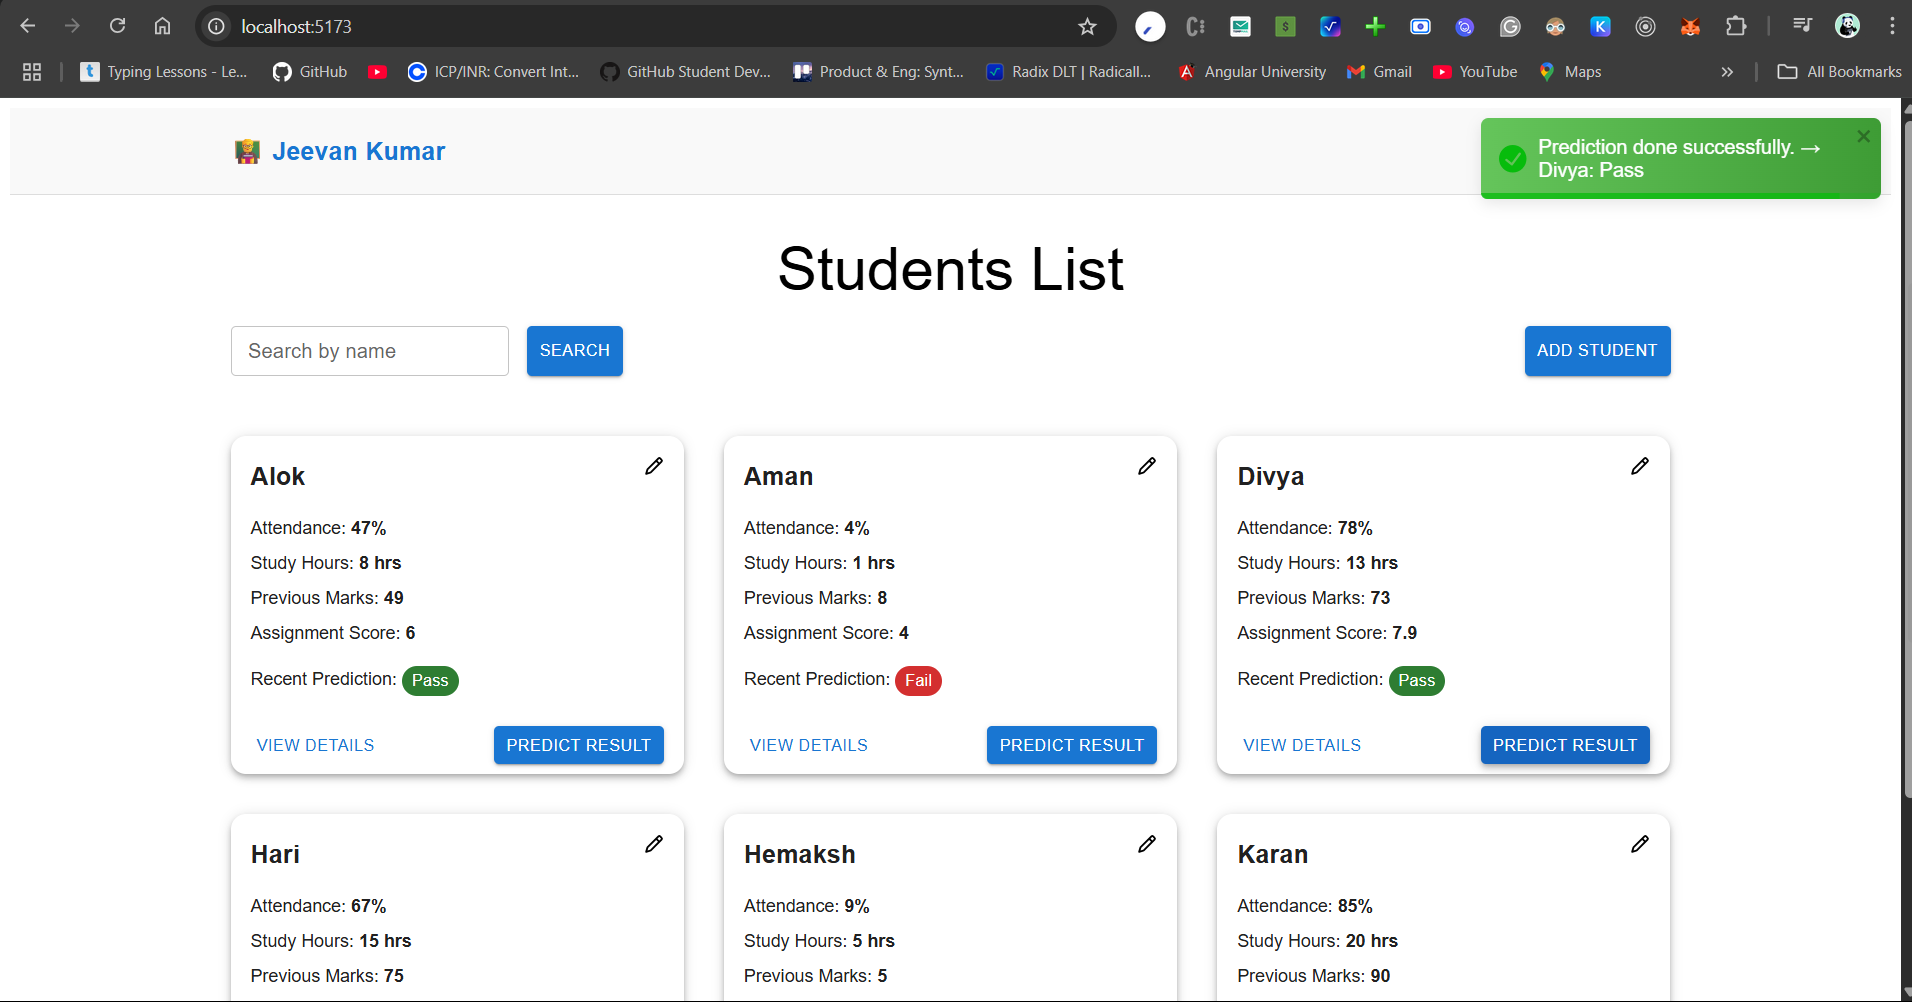 localhost:5173
Typing Lessons - Le...
GitHub
ICP/INR: Convert Int...
GitHub Student Dev...
Product & Eng: Synt...
Radix DLT | Radicall...
Angular University
Gmail
YouTube
Maps
All Bookmarks
Jeevan Kumar
Prediction done successfully. →
Divya: Pass
Students List
Search by name
SEARCH
ADD STUDENT
Alok
Attendance: 47%
Study Hours: 8 hrs
Previous Marks: 49
Assignment Score: 6
Recent Prediction: Pass
VIEW DETAILS
PREDICT RESULT
Aman
Attendance: 4%
Study Hours: 1 hrs
Previous Marks: 8
Assignment Score: 4
Recent Prediction: Fail
VIEW DETAILS
PREDICT RESULT
Divya
Attendance: 78%
Study Hours: 13 hrs
Previous Marks: 73
Assignment Score: 7.9
Recent Prediction: Pass
VIEW DETAILS
PREDICT RESULT
Hari
Attendance: 67%
Study Hours: 15 hrs
Previous Marks: 75
Hemaksh
Attendance: 9%
Study Hours: 5 hrs
Previous Marks: 5
Karan
Attendance: 85%
Study Hours: 20 hrs
Previous Marks: 90